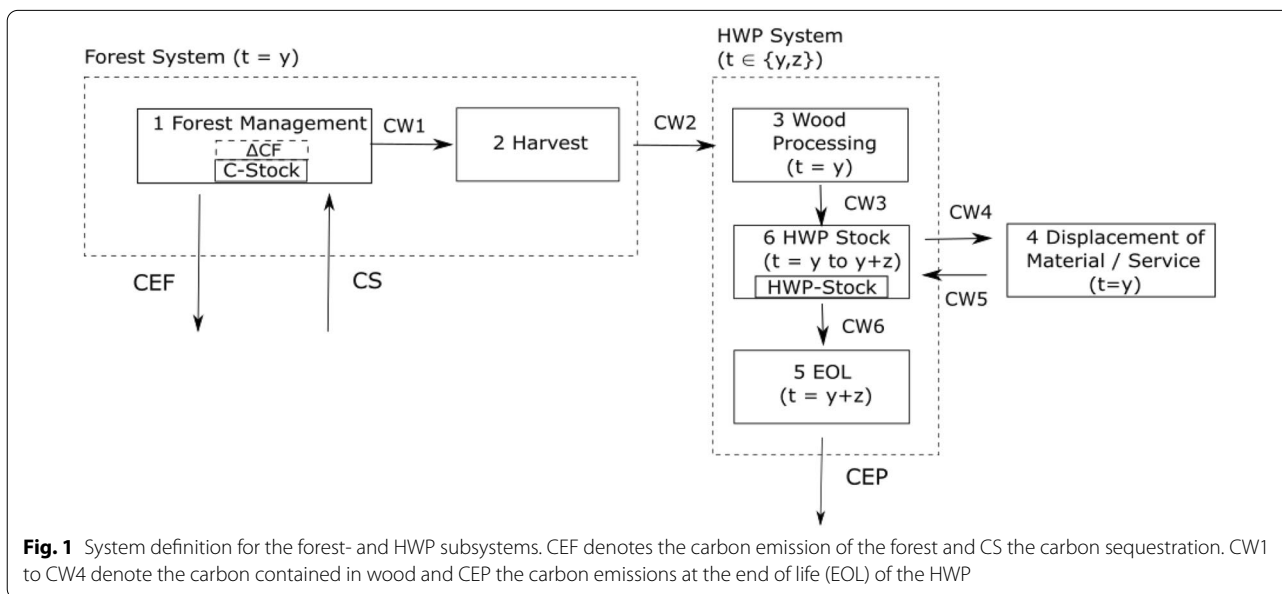 Forest System (t = y)
HWP System
(t ∈ {y,z})
1 Forest Management
ΔCF
C-Stock
CW1
2 Harvest
CW2
3 Wood
Processing
(t = y)
CW3
6 HWP Stock
(t = y to y+z)
HWP-Stock
CW4
CW5
4 Displacement of
Material / Service
(t=y)
CW6
5 EOL
(t = y+z)
CEF
CS
CEP
Fig. 1 System definition for the forest- and HWP subsystems. CEF denotes the carbon emission of the forest and CS the carbon sequestration. CW1
to CW4 denote the carbon contained in wood and CEP the carbon emissions at the end of life (EOL) of the HWP